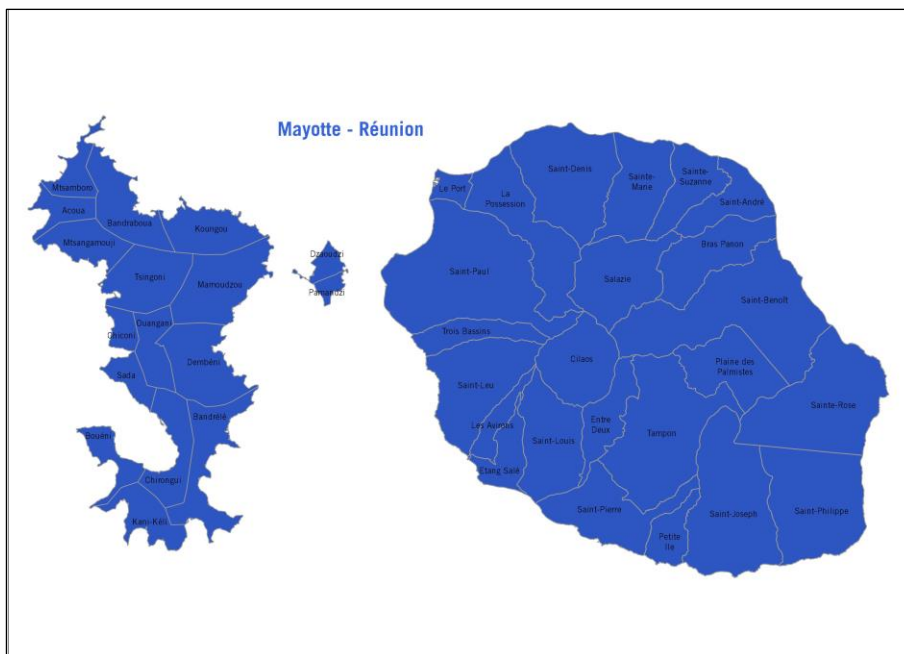 Mayotte - Réunion
Mtsamboro
Acoua
Bandraboua
Koungou
Mtsangamouji
Tsingoni
Mamoudzou
Ouangani
Chiconi
Sada
Dembéni
Bandrélé
Bouéni
Chirongui
Kani-Kéli
Dzaoudzi
Pamandzi
Le Port
La
Possession
Saint-Denis
Sainte-
Marie
Sainte-
Suzanne
Saint-André
Bras Panon
Saint-Paul
Salazie
Saint-Benoît
Trois Bassins
Cilaos
Plaine des
Palmistes
Saint-Leu
Sainte-Rose
Les Avirons
Saint-Louis
Entre
Deux
Tampon
Etang Salé
Saint-Pierre
Petite
Ile
Saint-Joseph
Saint-Philippe